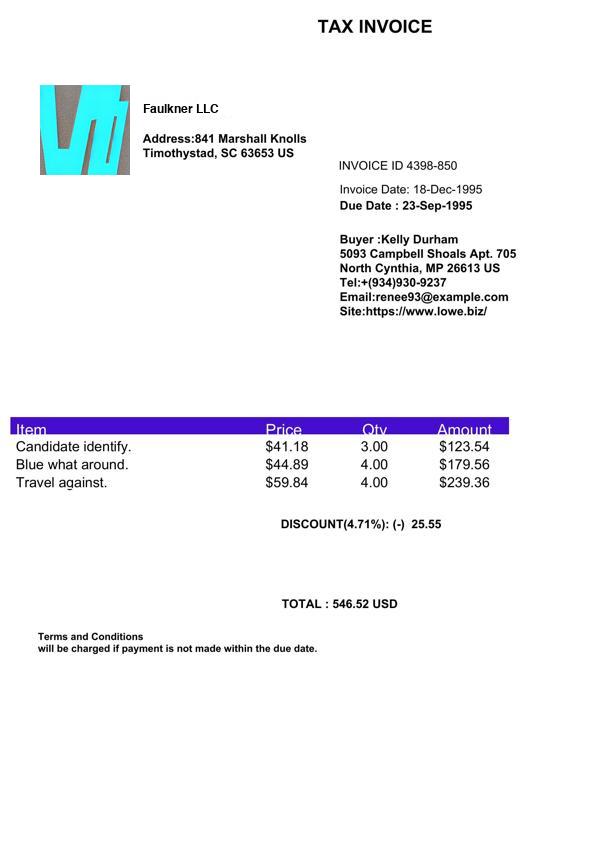 TAX INVOICE
Faulkner LLC
Address:841 Marshall Knolls
Timothystad, SC 63653 US
INVOICE ID 4398-850
Invoice Date: 18-Dec-1995
Due Date : 23-Sep-1995
Buyer :Kelly Durham
5093 Campbell Shoals Apt. 705
North Cynthia, MP 26613 US
Tel:+(934)930-9237
Email:renee93@example.com
Site:https://www.lowe.biz/
Item Price Qty Amount
Candidate identify. $41.18 3.00 $123.54
Blue what around. $44.89 4.00 $179.56
Travel against. $59.84 4.00 $239.36
DISCOUNT(4.71%): (-) 25.55
TOTAL : 546.52 USD
Terms and Conditions
will be charged if payment is not made within the due date.